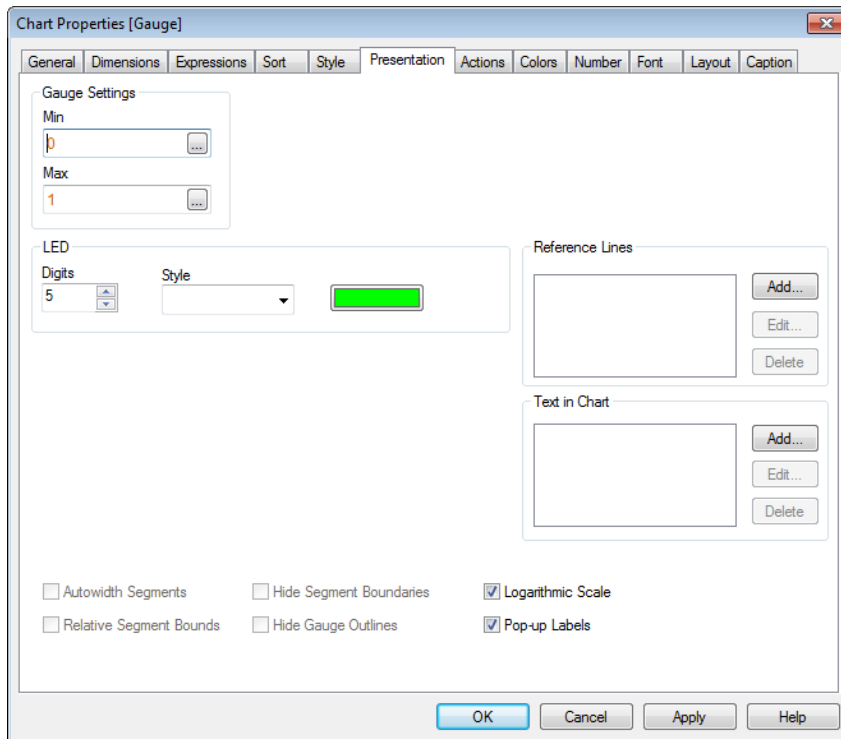 Chart Properties [Gauge]
General Dimensions Expressions Sort Style Presentation Actions Colors Number Font Layout Caption
Gauge Settings
Min
0 ...
Max
1 ...
LED
Digits Style
5
Reference Lines
Add...
Edit...
Delete
Text in Chart
Add...
Edit...
Delete
Autowidth Segments Hide Segment Boundaries Logarithmic Scale
Relative Segment Bounds Hide Gauge Outlines Pop-up Labels
OK Cancel Apply Help